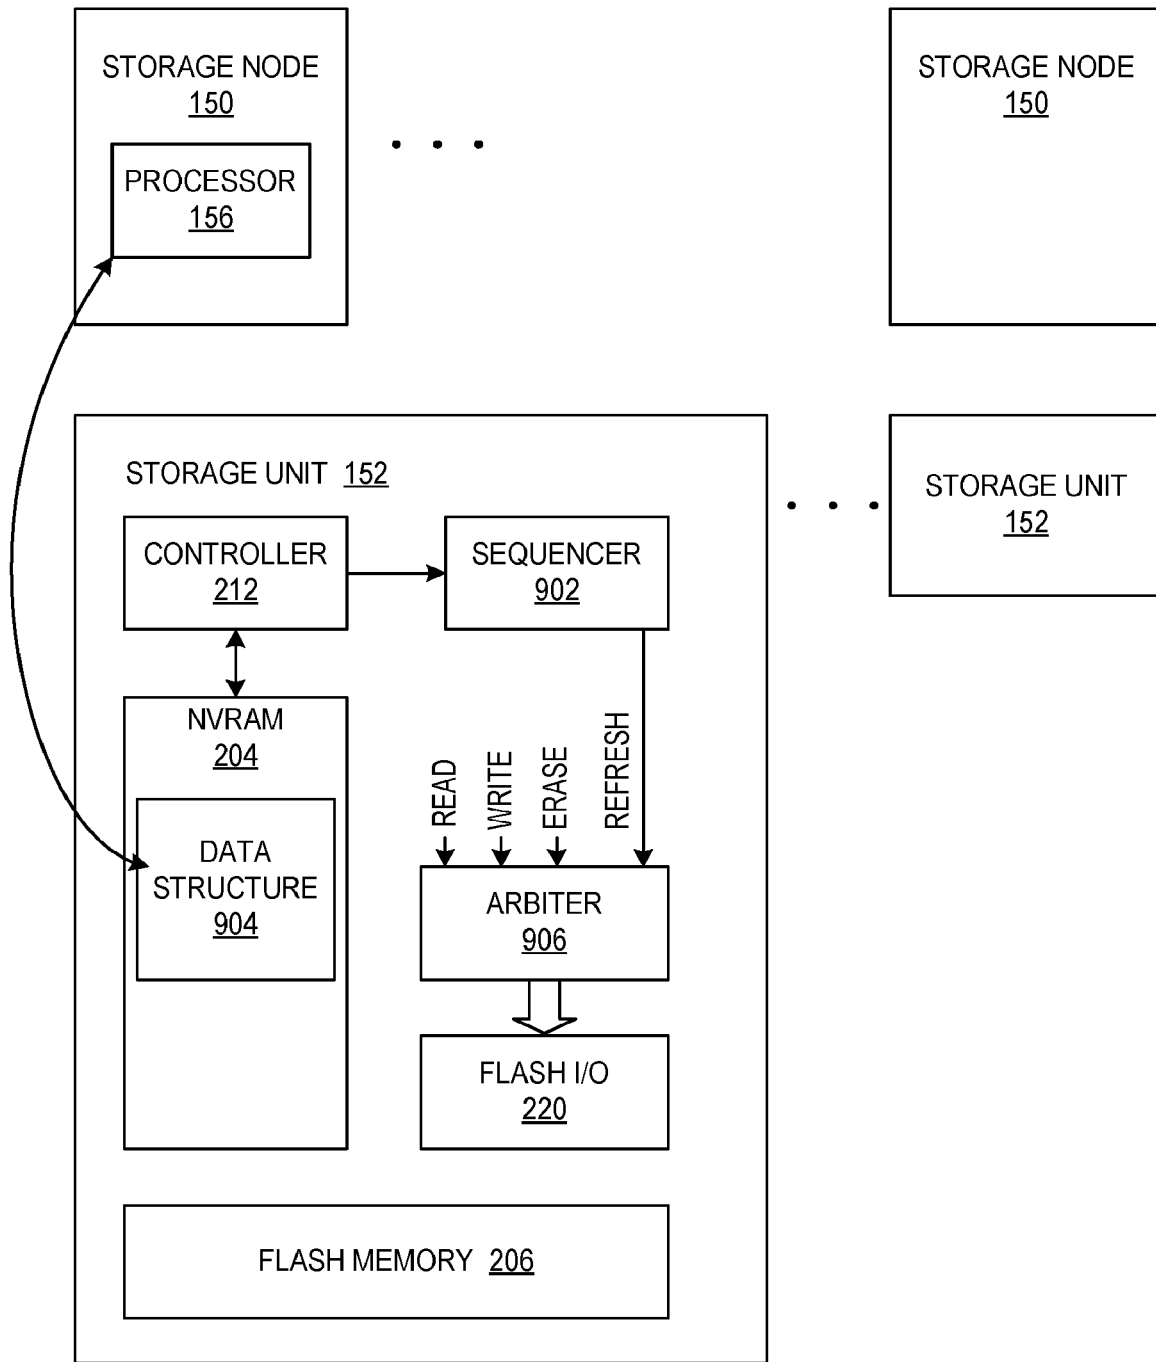 STORAGE NODE
150
PROCESSOR
156
STORAGE NODE
150
STORAGE UNIT 152
CONTROLLER
212
SEQUENCER
902
STORAGE UNIT
152
NVRAM
204
DATA
STRUCTURE
904
READ
WRITE
ERASE
REFRESH
ARBITER
906
FLASH I/O
220
FLASH MEMORY 206